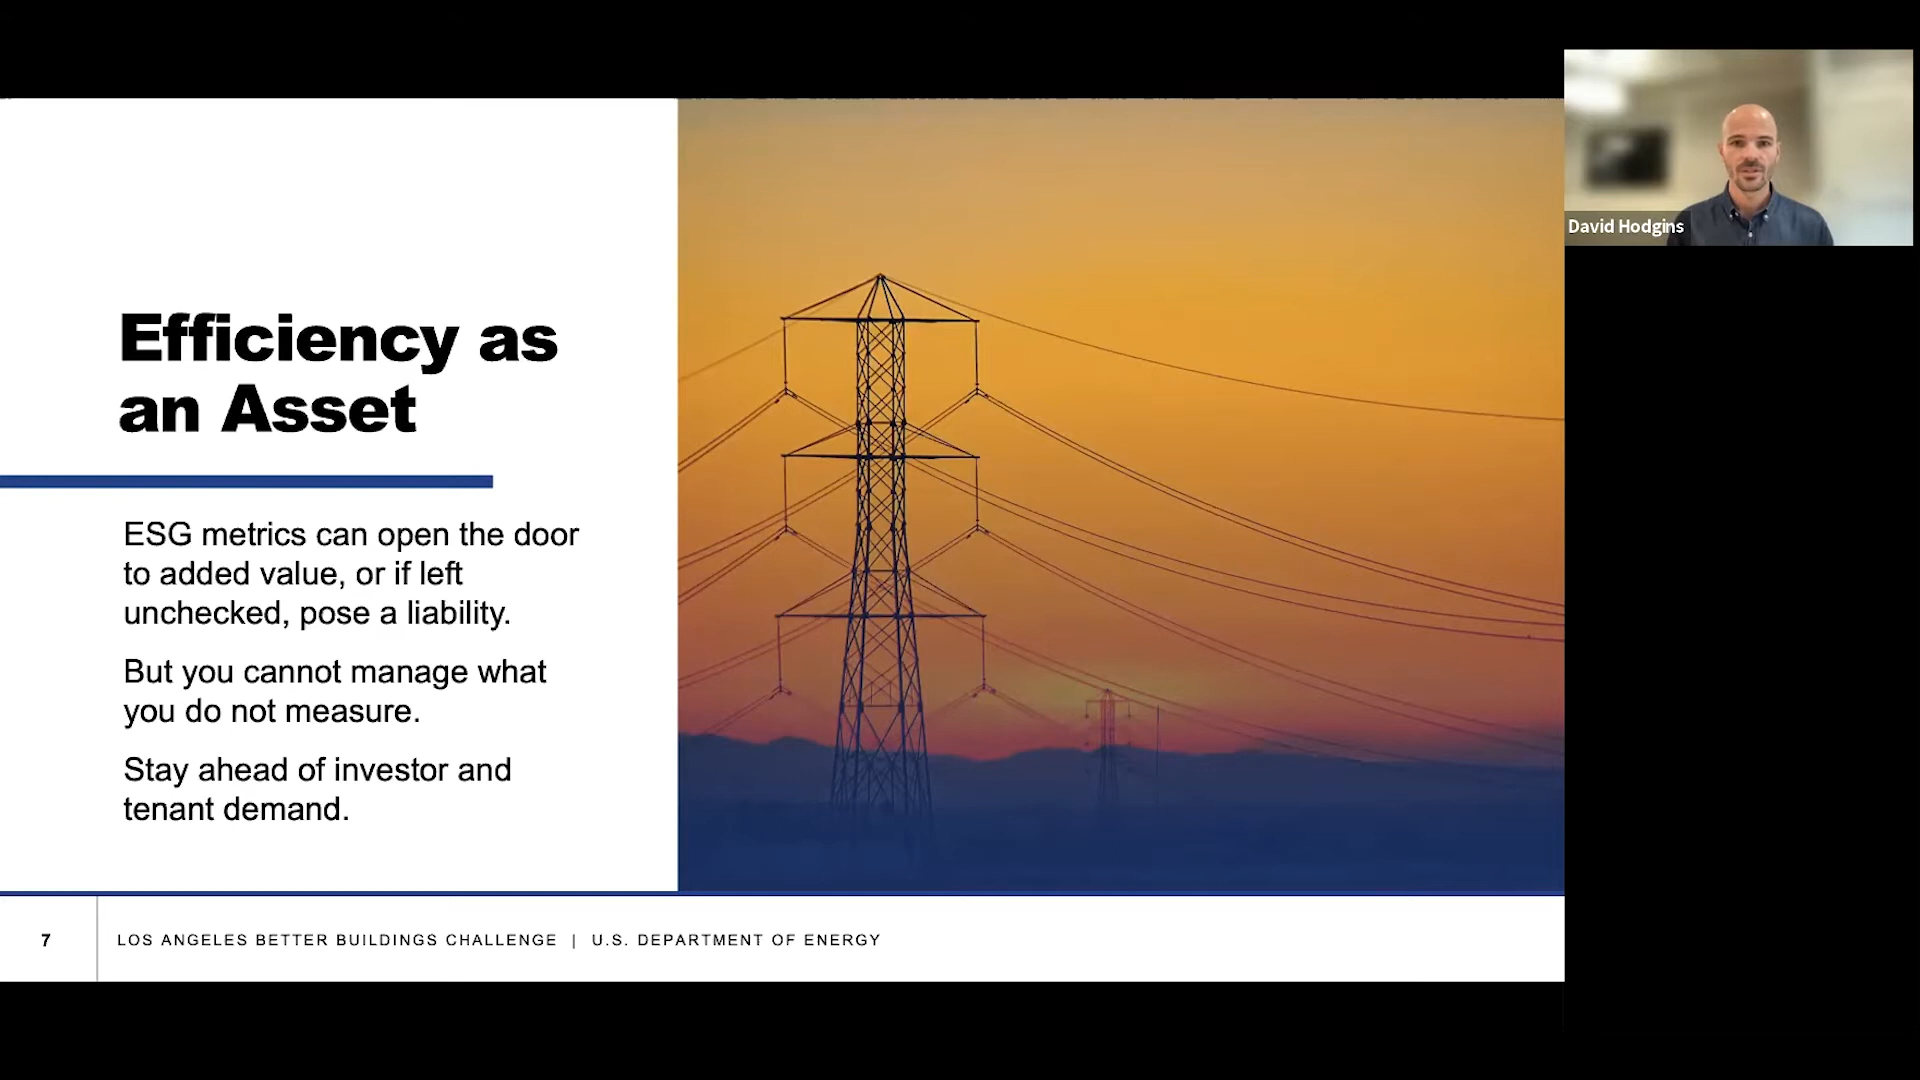 Efficiency as
an Asset
ESG metrics can open the door
to added value, or if left
unchecked, pose a liability.
But you cannot manage what
you do not measure.
Stay ahead of investor and
tenant demand.
7
LOS ANGELES BETTER BUILDINGS CHALLENGE | U.S. DEPARTMENT OF ENERGY
David Hodgins